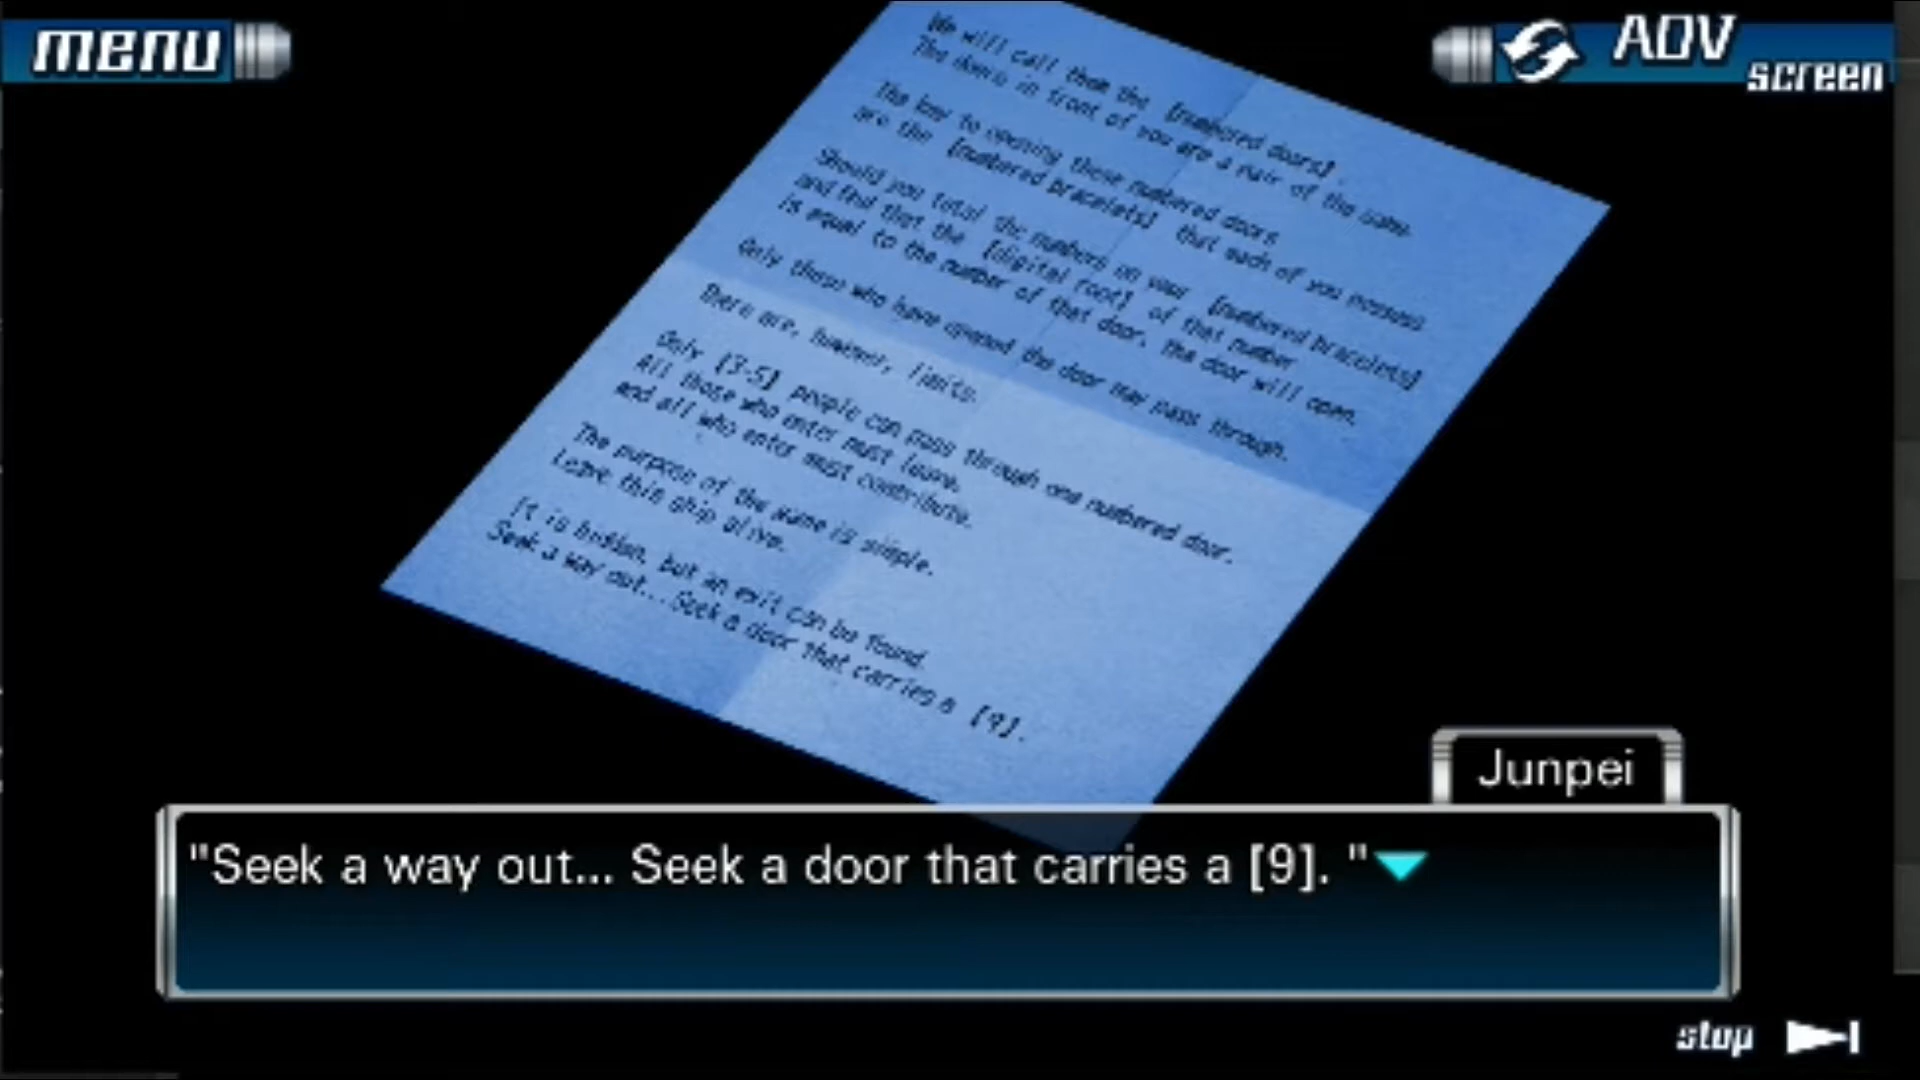 menu
ADV
screen
We will call them the [numbered doors].
The doors in front of you are a pair of the same.
The key to opening these numbered doors
are the [numbered bracelets] that each of you possess.
Should you total the numbers on your [numbered bracelets]
and find that the [digital root] of that number
is equal to the number of that door, the door will open.
Only those who have opened the door may pass through.
There are, however, limits.
Only [3-5] people can pass through one numbered door.
All those who enter must leave,
and all who enter must contribute.
The purpose of the game is simple.
Leave this ship alive.
It is hidden, but an exit can be found.
Seek a way out... Seek a door that carries a [9].
Junpei
"Seek a way out... Seek a door that carries a [9]. "
stop